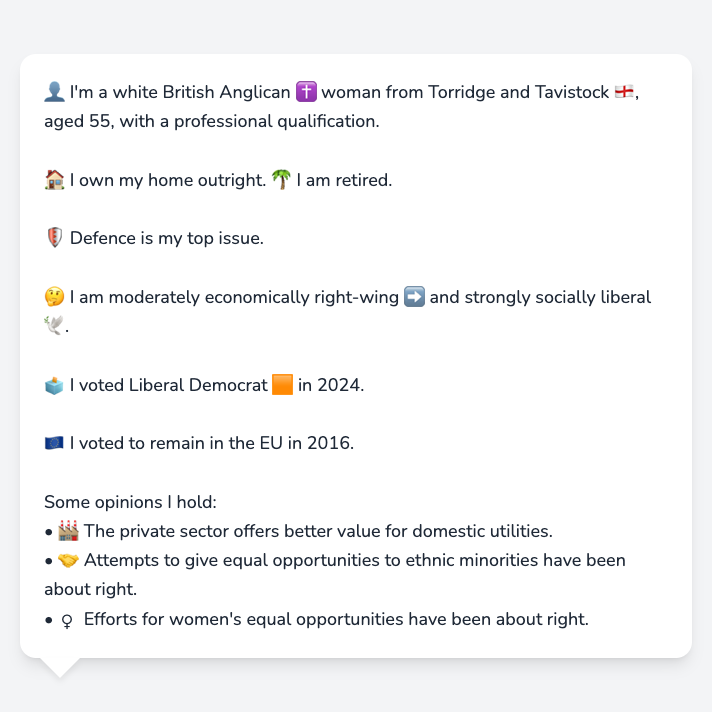 👤 I'm a white British Anglican ✝️ woman from Torridge and Tavistock 🏴󠁧󠁢󠁥󠁮󠁧󠁿,
aged 55, with a professional qualification.
🏠 I own my home outright. 🌴 I am retired.
🛡️ Defence is my top issue.
🤔 I am moderately economically right-wing ➡️ and strongly socially liberal
🕊️.
🗳️ I voted Liberal Democrat 🟧 in 2024.
🇪🇺 I voted to remain in the EU in 2016.
Some opinions I hold:
• 🏭 The private sector offers better value for domestic utilities.
• 🤝 Attempts to give equal opportunities to ethnic minorities have been
about right.
• ♀ Efforts for women's equal opportunities have been about right.